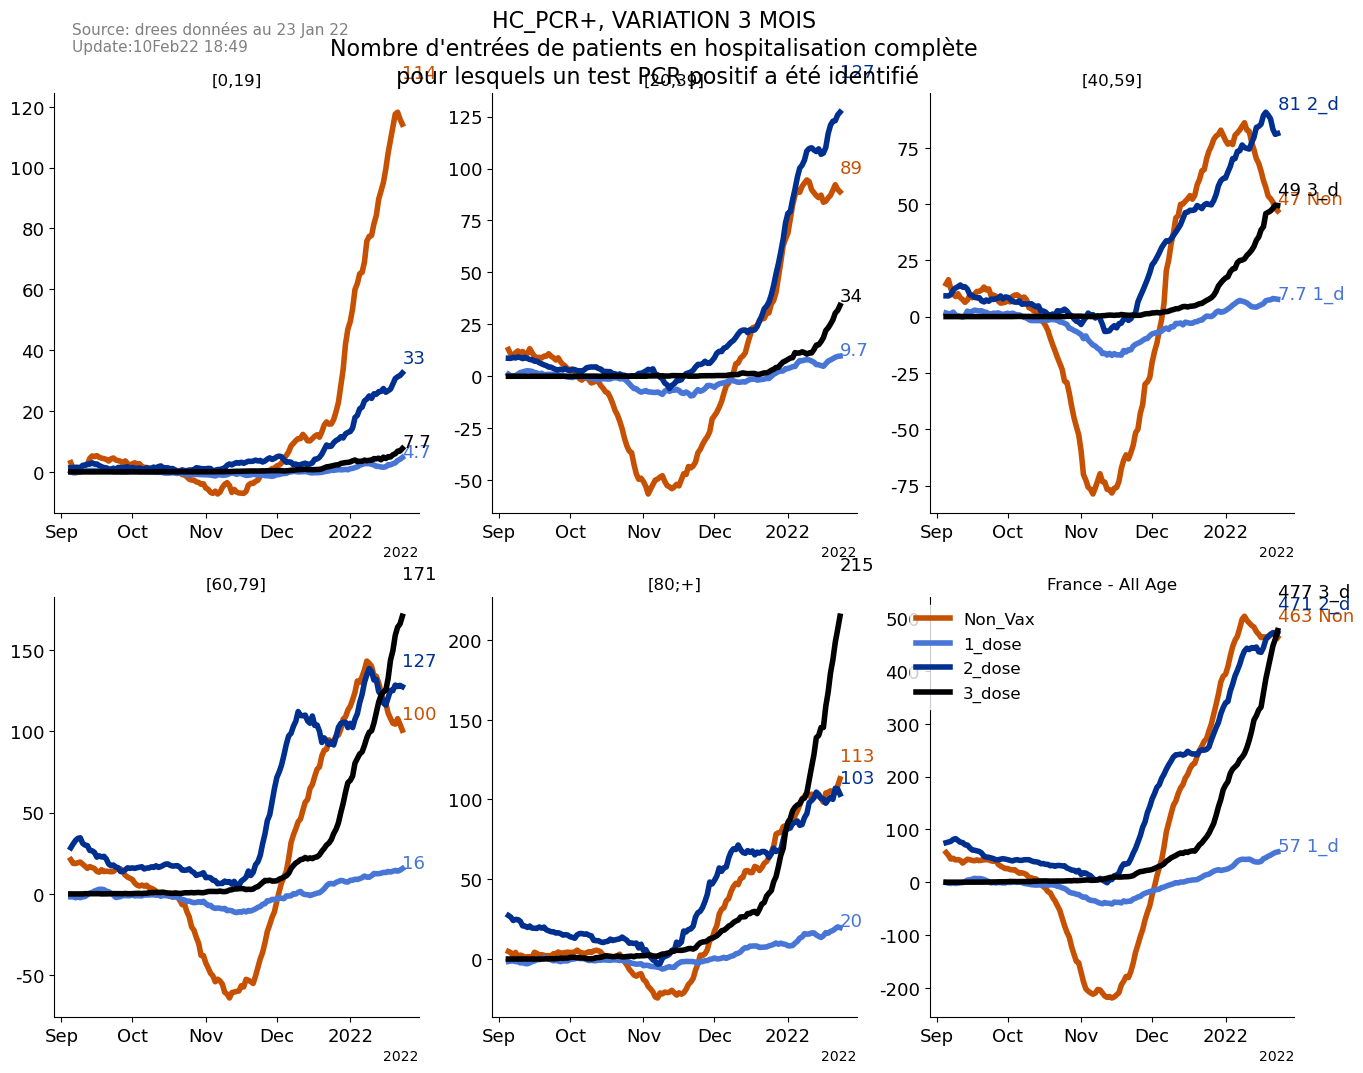 Source: drees données au 23 Jan 22
Update:10Feb22 18:49
HC_PCR+, VARIATION 3 MOIS
Nombre d'entrées de patients en hospitalisation complète
pour lesquels un test PCR positif a été identifié
[0,19]
114
120
100
80
60
40
20
0
33
7.7
4.7
Sep Oct Nov Dec 2022
2022
[20,39]
127
125
100
75
50
25
0
-25
-50
89
34
9.7
Sep Oct Nov Dec 2022
2022
[40,59]
81 2_d
75
50
25
0
-25
-50
-75
49 3_d
47 Non
7.7 1_d
Sep Oct Nov Dec 2022
2022
[60,79]
171
150
100
50
0
-50
127
100
16
Sep Oct Nov Dec 2022
2022
[80;+]
215
200
150
100
50
0
113
103
20
Sep Oct Nov Dec 2022
2022
France - All Age
477 3_d
471 2_d
463 Non
57 1_d
Non_Vax
1_dose
2_dose
3_dose
500
400
300
200
100
0
-100
-200
Sep Oct Nov Dec 2022
2022